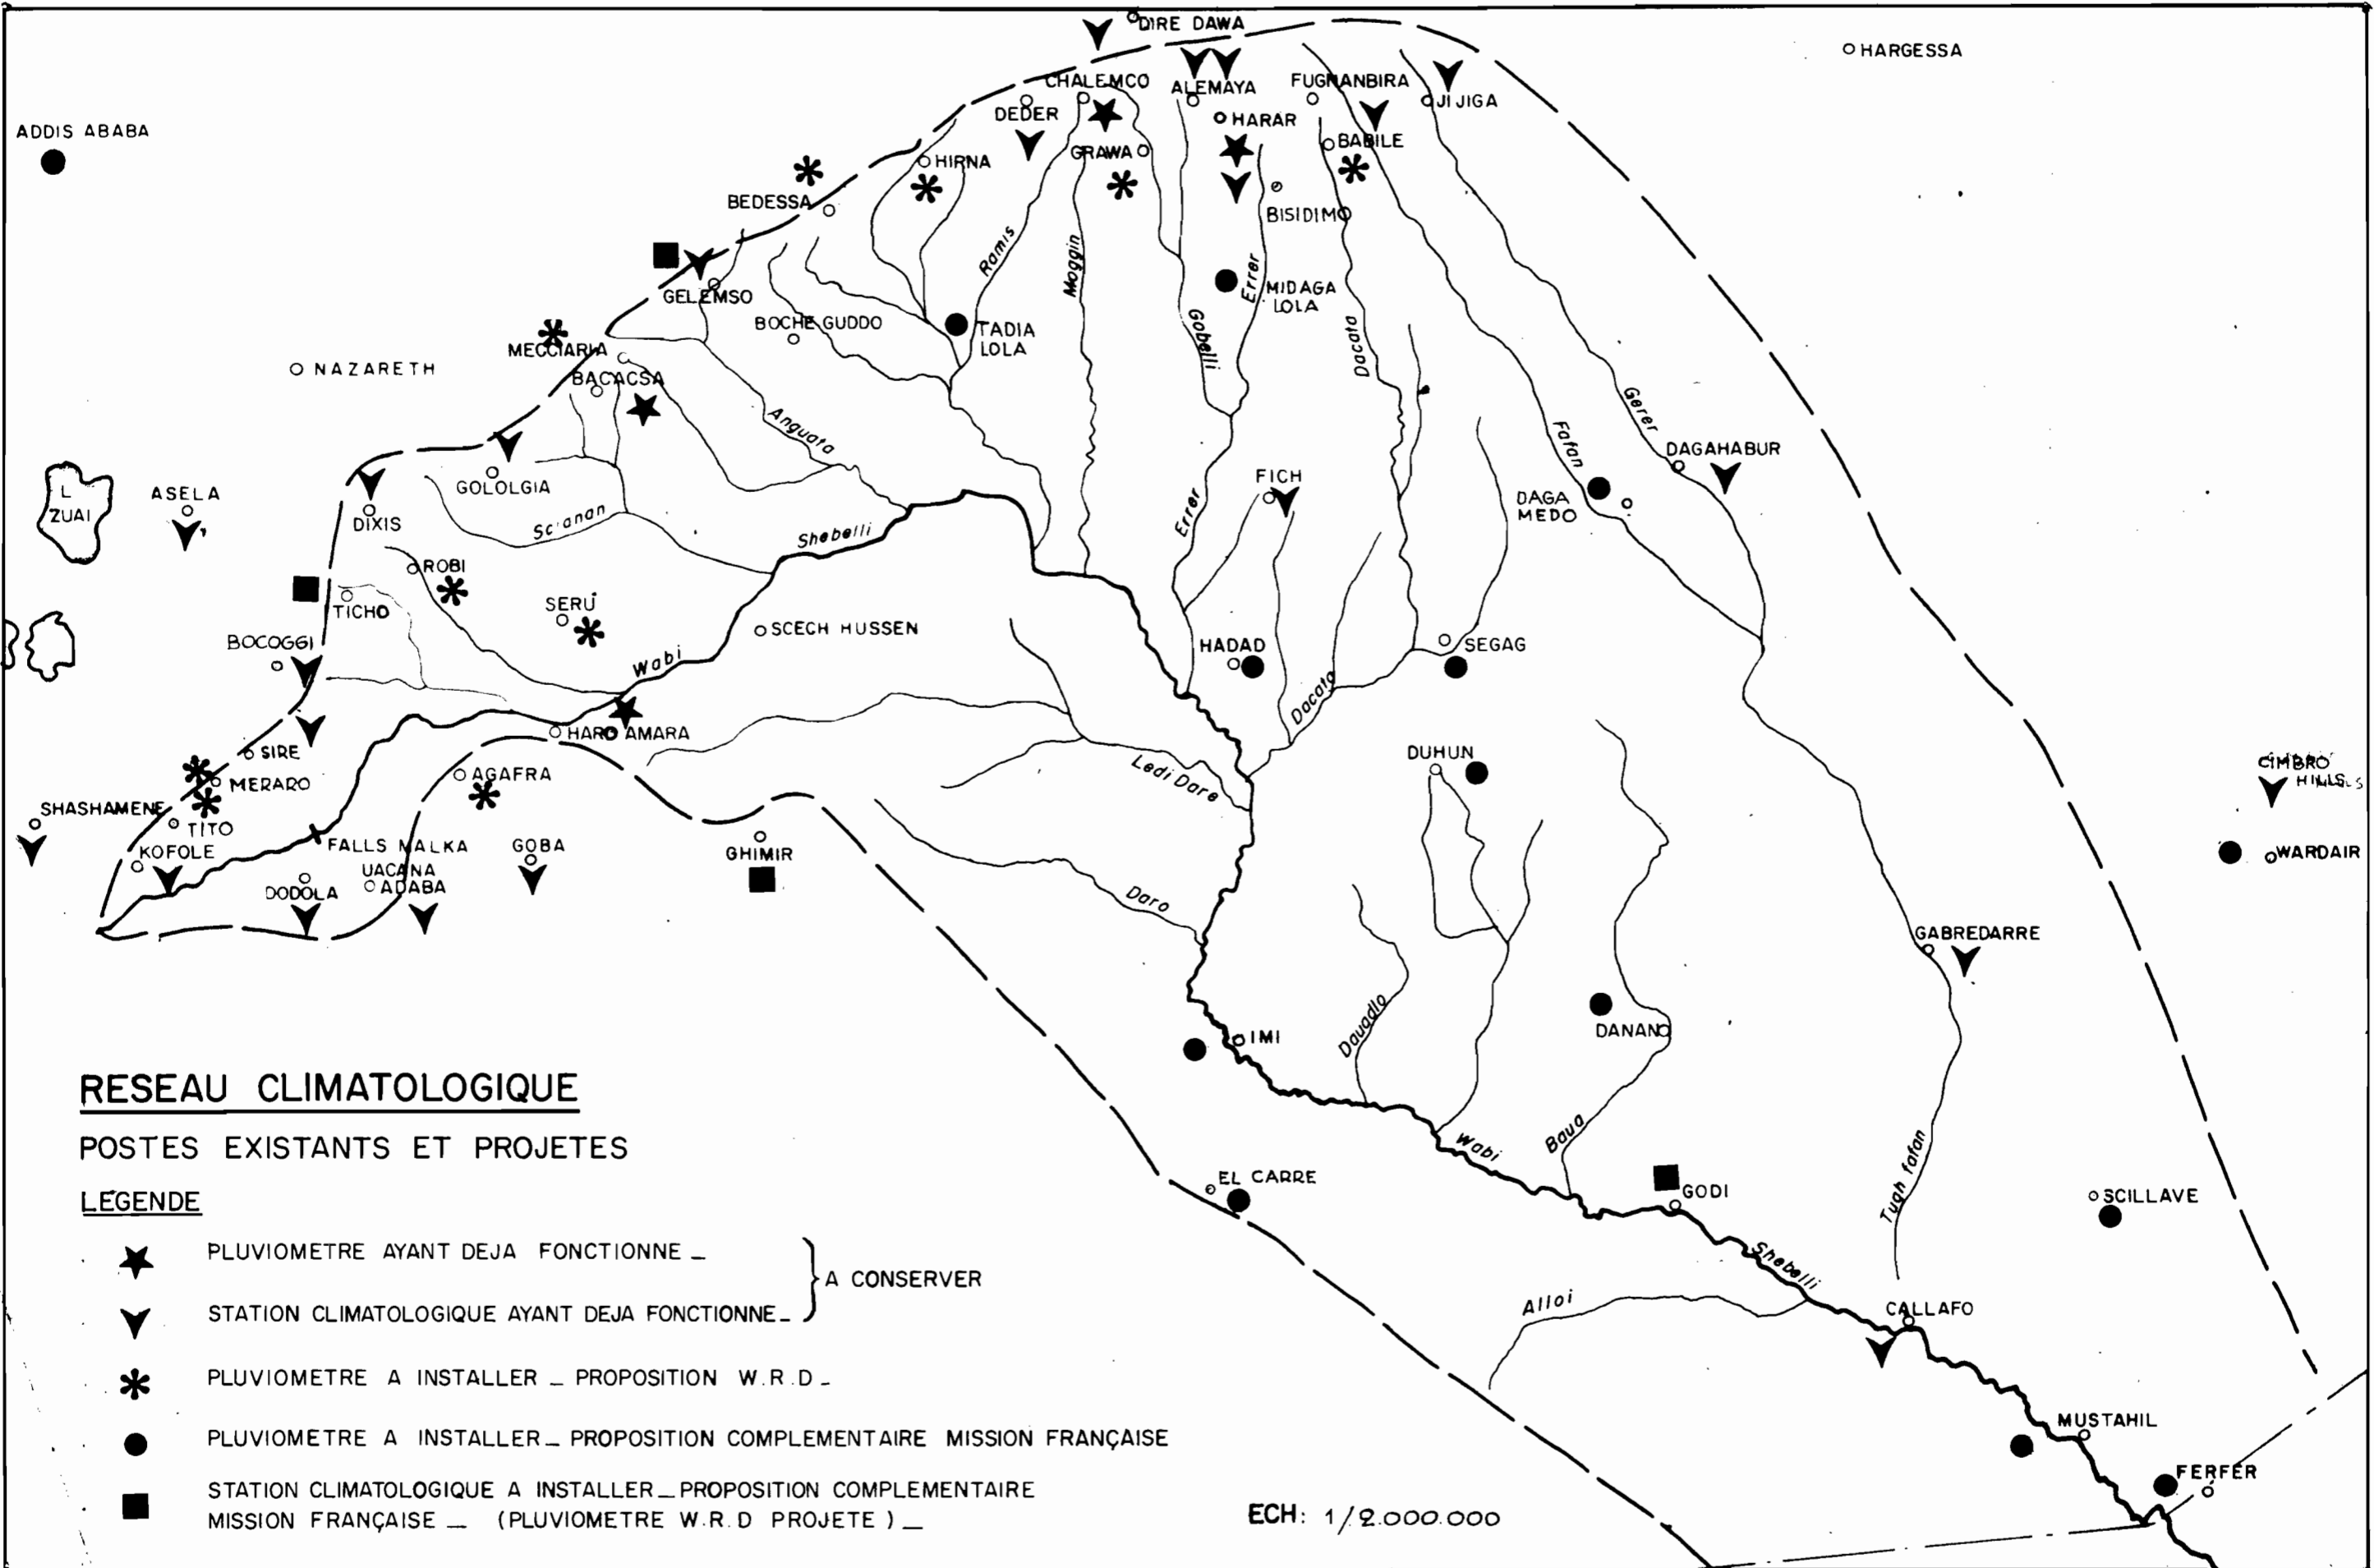 DIRE DAWA
HARGESSA
CHALEMCO
ALEMAYA
FUGNANBIRA
JIJIGA
DEDER
HARAR
ADDIS ABABA
GRAWA
BABILE
HIRNA
BEDESSA
BISIDIMO
Ramis
Moggin
Errer
MIDAGA
LOLA
GELEMSO
BOCHE GUDDO
TADIA
LOLA
Gobelli
Dacata
MECCIARIA
NAZARETH
BACACSA
Anguata
Gerer
Fafan
DAGAHABUR
L
ZUAI
ASELA
GOLOLGIA
FICH
DAGA
MEDO
DIXIS
Scianan
Shebelli
Errer
ROBI
TICHO
SERU
SCECH HUSSEN
BOCOGGI
Wabi
HADAD
SEGAG
Dacata
SIRE
HARO AMARA
AGAFRA
MERARO
Ledi Dare
DUHUN
CIMBRO
HILLS
SHASHAMENE
TITO
KOFOLE
FALLS MALKA
UACANA
GOBA
GHIMIR
WARDAIR
DODOLA
ADABA
Daro
GABREDARRE
Dauadlo
DANANO
IMI
RESEAU CLIMATOLOGIQUE
POSTES EXISTANTS ET PROJETES
LEGENDE
Wabi
Baua
Tugh fafan
EL CARRE
GODI
SCILLAVE
PLUVIOMETRE AYANT DEJA FONCTIONNE _
A CONSERVER
STATION CLIMATOLOGIQUE AYANT DEJA FONCTIONNE _
Shebelli
Alloi
CALLAFO
PLUVIOMETRE A INSTALLER _ PROPOSITION W.R.D _
MUSTAHIL
PLUVIOMETRE A INSTALLER _ PROPOSITION COMPLEMENTAIRE MISSION FRANÇAISE
FERFER
STATION CLIMATOLOGIQUE A INSTALLER _ PROPOSITION COMPLEMENTAIRE
MISSION FRANÇAISE _ (PLUVIOMETRE W.R.D PROJETE) _
ECH: 1/2.000.000